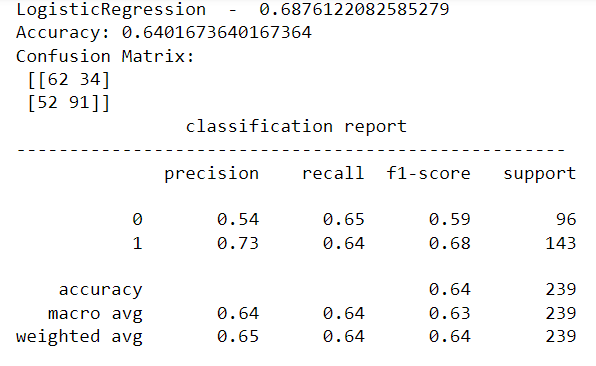 LogisticRegression - 0.6876122082585279
Accuracy: 0.6401673640167364
Confusion Matrix:
[[62 34]
[52 91]]
classification report
----------------------------------------------------
precision recall f1-score support
0 0.54 0.65 0.59 96
1 0.73 0.64 0.68 143
accuracy 0.64 239
macro avg 0.64 0.64 0.63 239
weighted avg 0.65 0.64 0.64 239